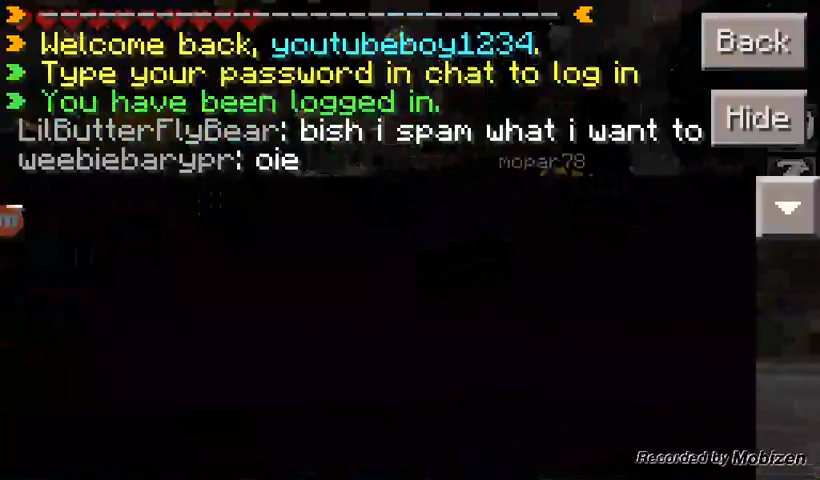 Welcome back, youtubeboy1234.
Back
Type your password in chat to log in
You have been logged in.
Hide
LilButterFlyBear: bish i spam what i want to
weebiebarypr: oie
mopar78
Recorded by Mobizen